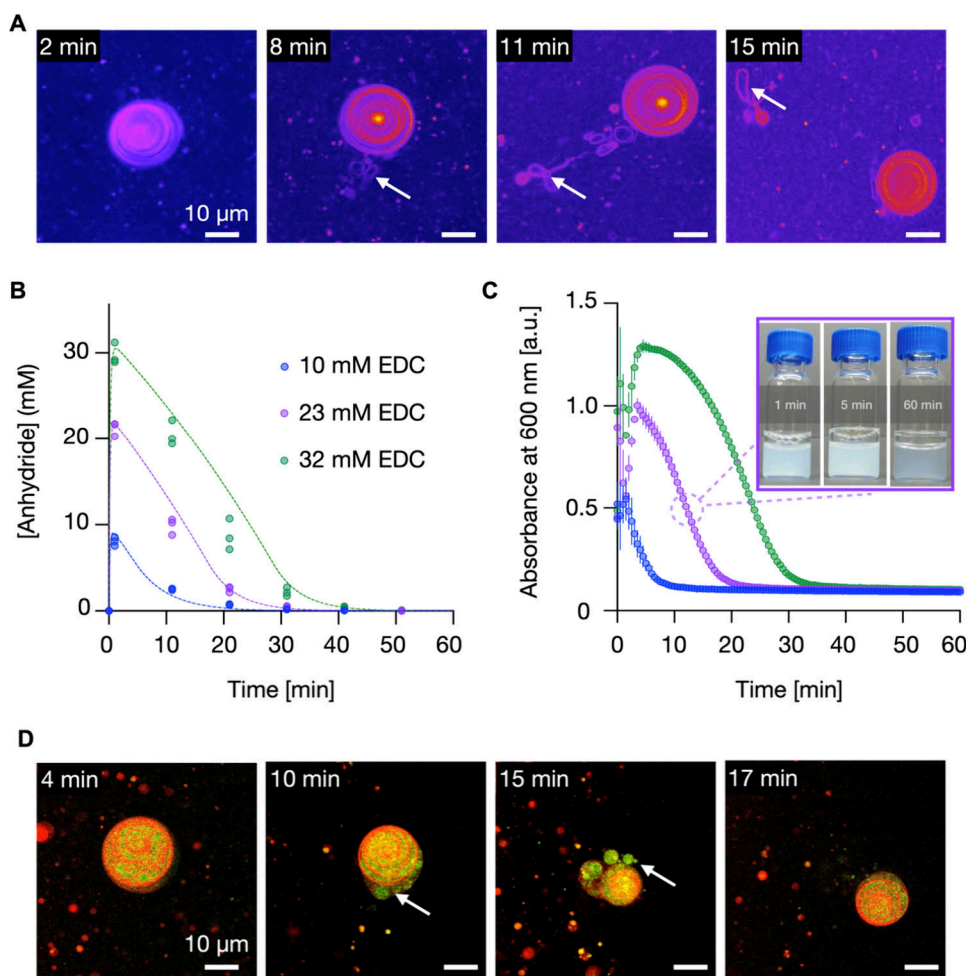 A
2 min
8 min
11 min
15 min
10 µm
B
[Anhydride] (mM)
30
20
10
0
10 mM EDC
23 mM EDC
32 mM EDC
0
10
20
30
40
50
60
Time [min]
C
Absorbance at 600 nm [a.u.]
1.5
1.0
0.5
0
1 min
5 min
60 min
0
10
20
30
40
50
60
Time [min]
D
4 min
10 min
15 min
17 min
10 µm